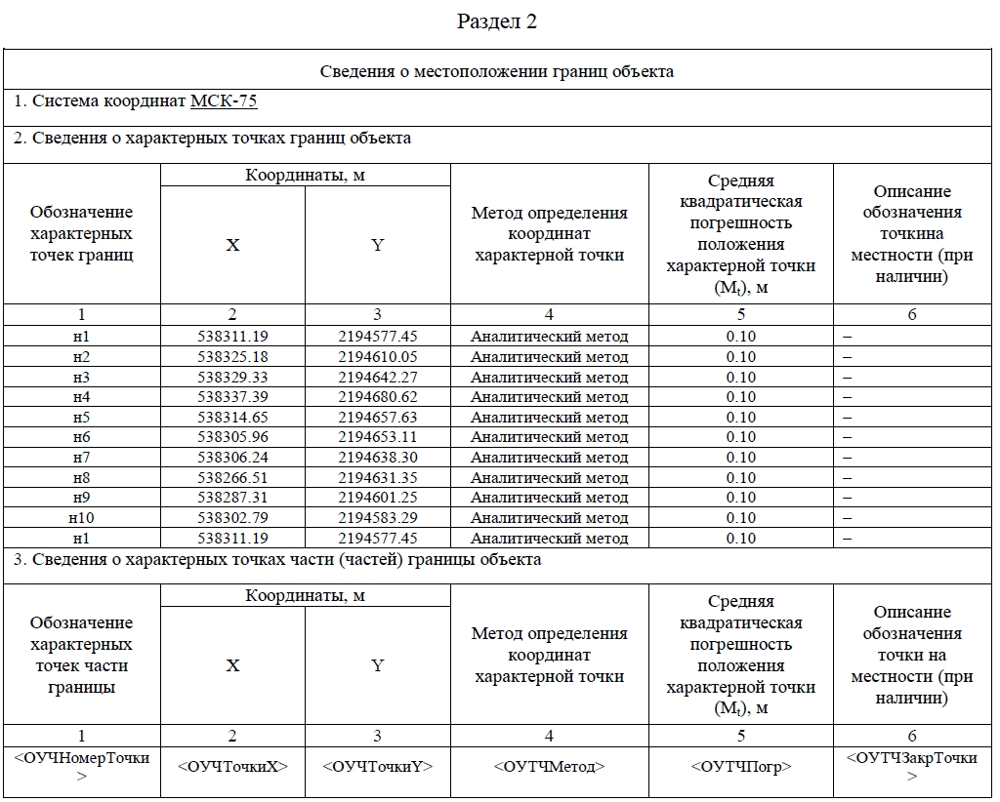 Раздел 2
Сведения о местоположении границ объекта
1. Система координат МСК-75
2. Сведения о характерных точках границ объекта
Обозначение
характерных
точек границ
Координаты, м
X
Y
Метод определения
координат
характерной точки
Средняя
квадратическая
погрешность
положения
характерной точки
(Mt), м
Описание
обозначения
точкина
местности (при
наличии)
1 2 3 4 5 6
н1 538311.19 2194577.45 Аналитический метод 0.10 –
н2 538325.18 2194610.05 Аналитический метод 0.10 –
н3 538329.33 2194642.27 Аналитический метод 0.10 –
н4 538337.39 2194680.62 Аналитический метод 0.10 –
н5 538314.65 2194657.63 Аналитический метод 0.10 –
н6 538305.96 2194653.11 Аналитический метод 0.10 –
н7 538306.24 2194638.30 Аналитический метод 0.10 –
н8 538266.51 2194631.35 Аналитический метод 0.10 –
н9 538287.31 2194601.25 Аналитический метод 0.10 –
н10 538302.79 2194583.29 Аналитический метод 0.10 –
н1 538311.19 2194577.45 Аналитический метод 0.10 –
3. Сведения о характерных точках части (частей) границы объекта
Обозначение
характерных
точек части
границы
Координаты, м
X
Y
Метод определения
координат
характерной точки
Средняя
квадратическая
погрешность
положения
характерной точки
(Mt), м
Описание
обозначения
точки на
местности (при
наличии)
1 2 3 4 5 6
<ОУЧНомерТочки
>
<ОУЧТочкиX>
<ОУЧТочкиY>
<ОУТЧМетод>
<ОУТЧПогр>
<ОУТЧЗакрТочки
>